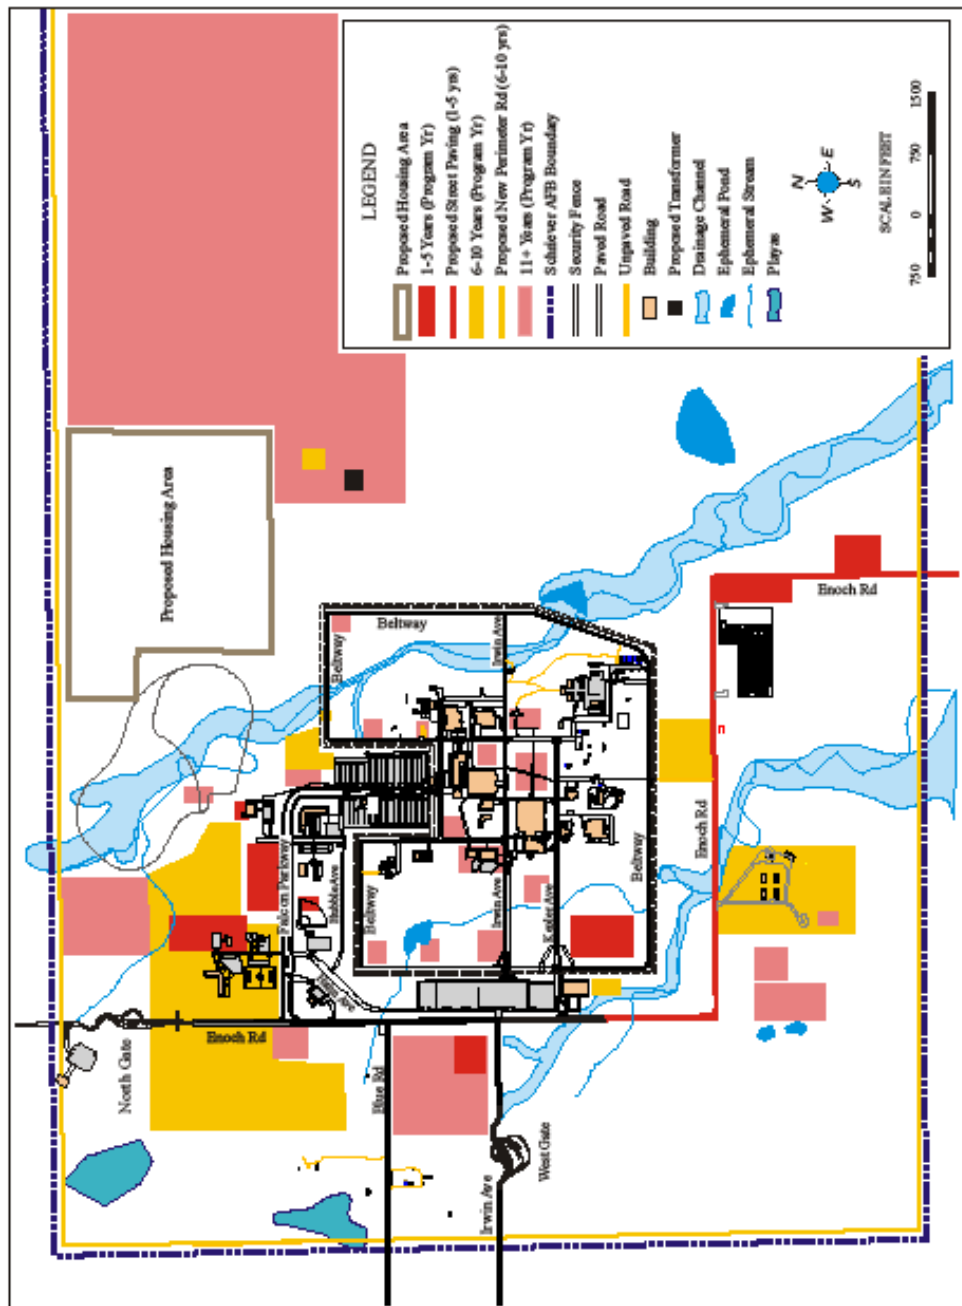 LEGEND
Proposed Housing Area
1-5 Years (Program Yr)
Proposed Street Paving (1-5 yrs)
6-10 Years (Program Yr)
Proposed New Perimeter Rd (6-10 yrs)
11+ Years (Program Yr)
Schriever AFB Boundary
Security Fence
Paved Road
Unpaved Road
Building
Proposed Transformer
Drainage Channel
Ephemeral Pond
Ephemeral Stream
Playas
N
W
E
S
SCALE IN FEET
750
0
750
1500
Proposed Housing Area
North Gate
Enoch Rd
Falcon Parkway
Bubble Ave
Beltway
Beltway
Beltway
Blue Rd
Irwin Ave
Irwin Ave
Irwin Ave
West Gate
Kepler Ave
Beltway
Enoch Rd
Enoch Rd